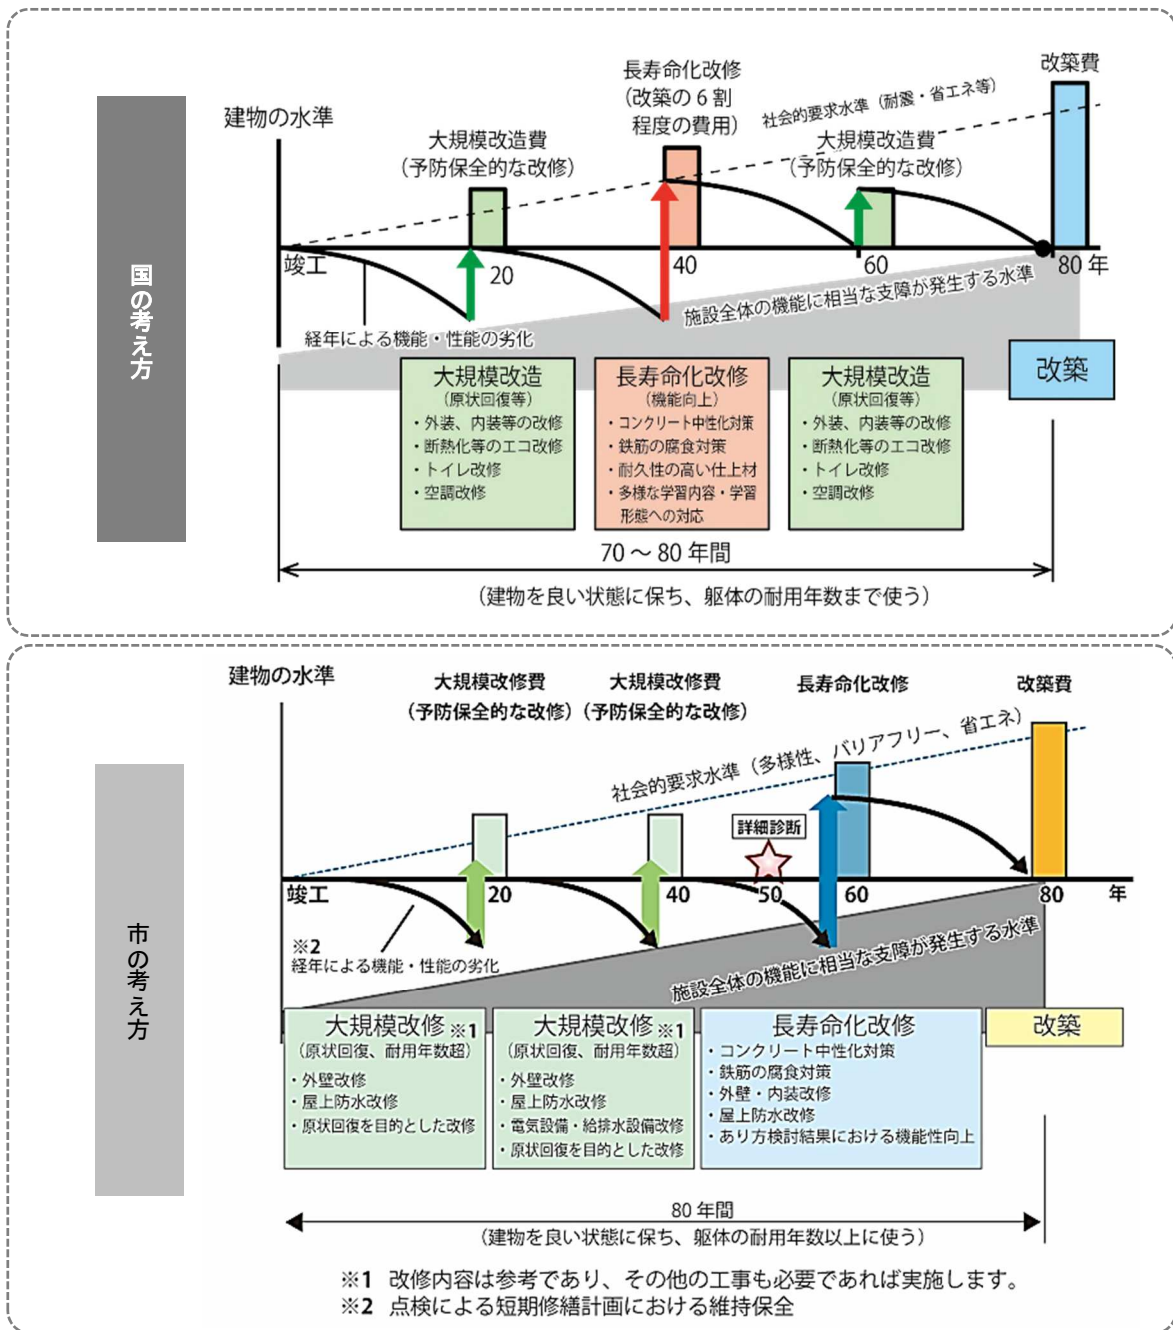 国の考え方
建物の水準
大規模改造費
(予防保全的な改修)
長寿命化改修
(改築の6割
程度の費用)
社会的要求水準(耐震・省エネ等)
大規模改造費
(予防保全的な改修)
改築費
竣工
20
40
60
80年
経年による機能・性能の劣化
施設全体の機能に相当な支障が発生する水準
大規模改造
(原状回復等)
・外装、内装等の改修
・断熱化等のエコ改修
・トイレ改修
・空調改修
長寿命化改修
(機能向上)
・コンクリート中性化対策
・鉄筋の腐食対策
・耐久性の高い仕上材
・多様な学習内容・学習
形態への対応
大規模改造
(原状回復等)
・外装、内装等の改修
・断熱化等のエコ改修
・トイレ改修
・空調改修
改築
70〜80年間
(建物を良い状態に保ち、躯体の耐用年数まで使う)
市の考え方
建物の水準
大規模改修費
(予防保全的な改修)
大規模改修費
(予防保全的な改修)
長寿命化改修
改築費
社会的要求水準(多様性、バリアフリー、省エネ)
詳細診断
竣工
20
40
50
60
80
年
※2
経年による機能・性能の劣化
施設全体の機能に相当な支障が発生する水準
大規模改修※1
(原状回復、耐用年数超)
・外壁改修
・屋上防水改修
・原状回復を目的とした改修
大規模改修※1
(原状回復、耐用年数超)
・外壁改修
・屋上防水改修
・電気設備・給排水設備改修
・原状回復を目的とした改修
長寿命化改修
・コンクリート中性化対策
・鉄筋の腐食対策
・外壁・内装改修
・屋上防水改修
・あり方検討結果における機能性向上
改築
80年間
(建物を良い状態に保ち、躯体の耐用年数以上に使う)
※1 改修内容は参考であり、その他の工事も必要であれば実施します。
※2 点検による短期修繕計画における維持保全